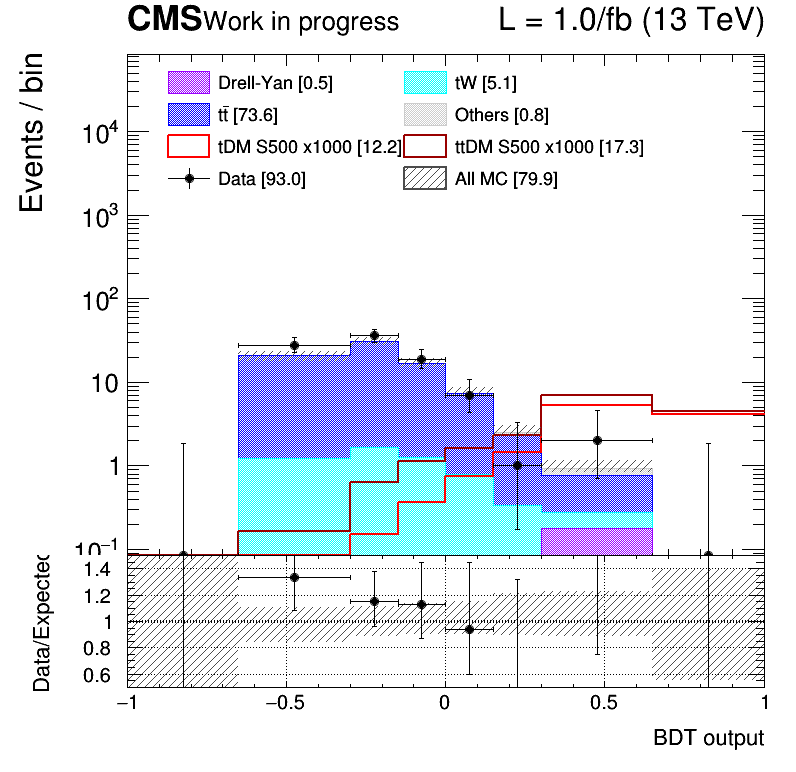 CMS Work in progress L = 1.0/fb (13 TeV)
Events / bin
Drell-Yan [0.5] tW [5.1]
tt̄ [73.6] Others [0.8]
tDM S500 x1000 [12.2] ttDM S500 x1000 [17.3]
Data [93.0] All MC [79.9]
10⁴
10³
10²
10
1
10⁻¹
Data/Expected
1.4
1.2
1
0.8
0.6
−1 −0.5 0 0.5 1
BDT output